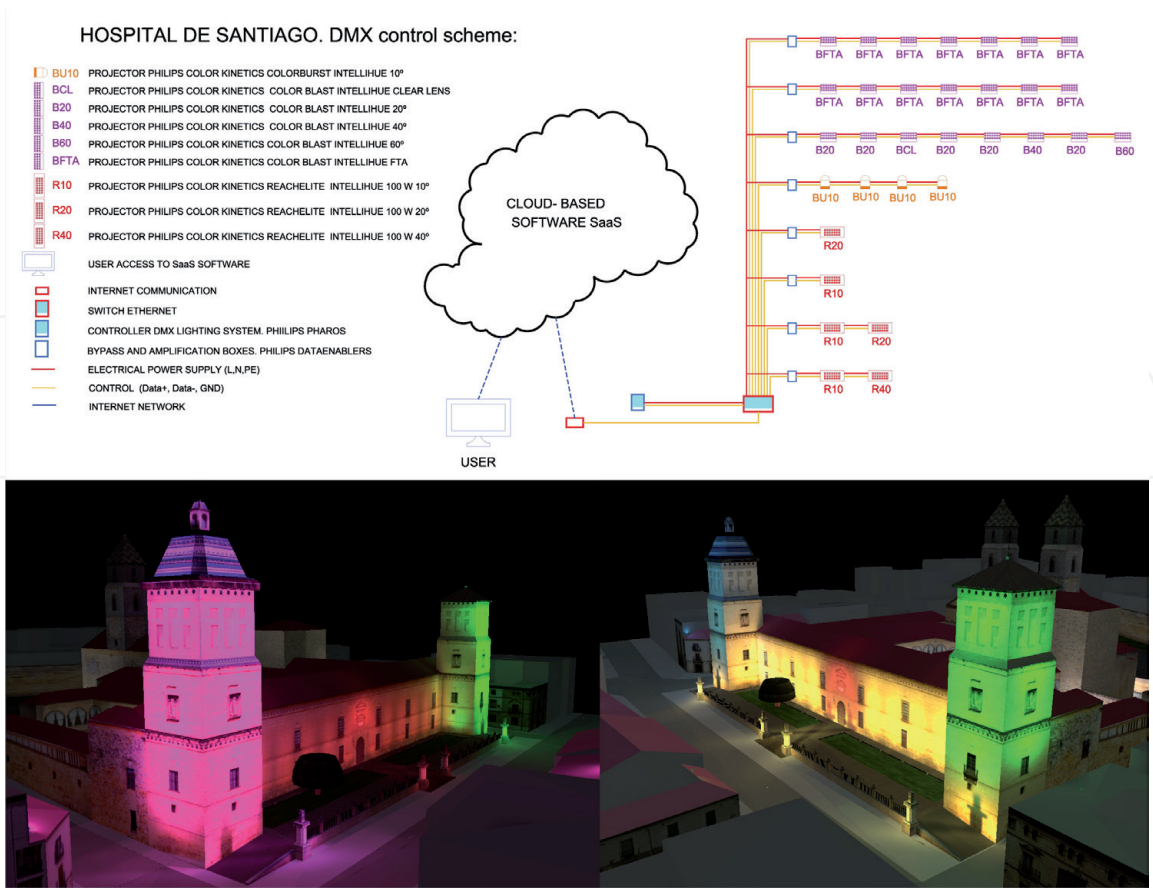 HOSPITAL DE SANTIAGO. DMX control scheme:
BU10 PROJECTOR PHILIPS COLOR KINETICS COLORBURST INTELLIHUE 10º
BCL PROJECTOR PHILIPS COLOR KINETICS COLOR BLAST INTELLIHUE CLEAR LENS
B20 PROJECTOR PHILIPS COLOR KINETICS COLOR BLAST INTELLIHUE 20º
B40 PROJECTOR PHILIPS COLOR KINETICS COLOR BLAST INTELLIHUE 40º
B60 PROJECTOR PHILIPS COLOR KINETICS COLOR BLAST INTELLIHUE 60º
BFTA PROJECTOR PHILIPS COLOR KINETICS COLOR BLAST INTELLIHUE FTA
R10 PROJECTOR PHILIPS COLOR KINETICS REACHELITE INTELLIHUE 100 W 10º
R20 PROJECTOR PHILIPS COLOR KINETICS REACHELITE INTELLIHUE 100 W 20º
R40 PROJECTOR PHILIPS COLOR KINETICS REACHELITE INTELLIHUE 100 W 40º
USER ACCESS TO SaaS SOFTWARE
INTERNET COMMUNICATION
SWITCH ETHERNET
CONTROLLER DMX LIGHTING SYSTEM. PHIILIPS PHAROS
BYPASS AND AMPLIFICATION BOXES. PHILIPS DATAENABLERS
ELECTRICAL POWER SUPPLY (L,N,PE)
CONTROL (Data+, Data-, GND)
INTERNET NETWORK
CLOUD- BASED
SOFTWARE SaaS
USER
BFTA BFTA BFTA BFTA BFTA BFTA BFTA
BFTA BFTA BFTA BFTA BFTA BFTA BFTA
B20 B20 BCL B20 B20 B40 B20 B60
BU10 BU10 BU10 BU10
R20
R10
R10 R20
R10 R40